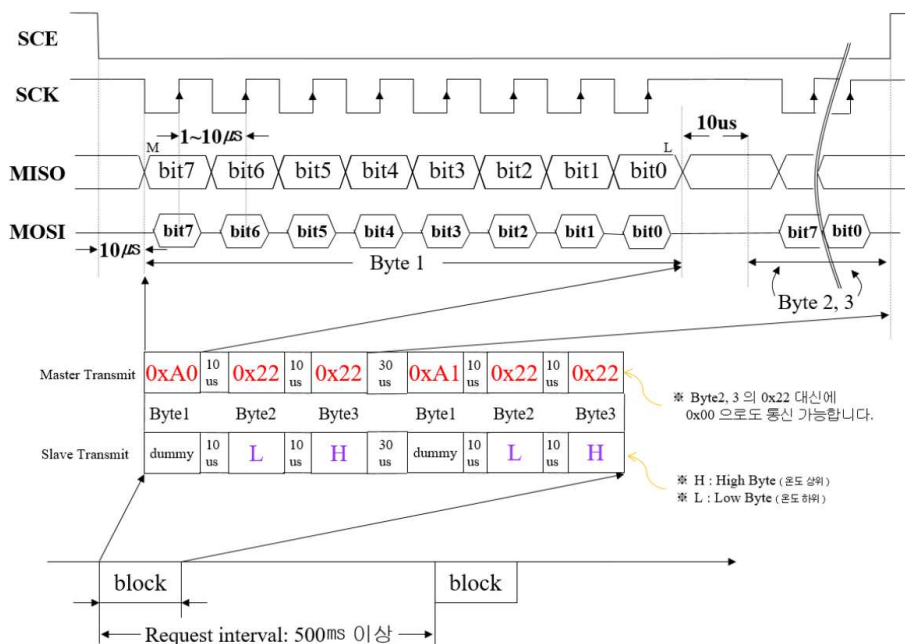 SCE
SCK
1~10㎲
10us
M
L
MISO
bit7 bit6 bit5 bit4 bit3 bit2 bit1 bit0
MOSI
bit7 bit6 bit5 bit4 bit3 bit2 bit1 bit0 bit7 bit0
10㎲
Byte 1
Byte 2, 3
Master Transmit
0xA0 10 us 0x22 10 us 0x22 30 us 0xA1 10 us 0x22 10 us 0x22
※ Byte2, 3 의 0x22 대신에
0x00 으로도 통신 가능합니다.
Byte1 Byte2 Byte3 Byte1 Byte2 Byte3
Slave Transmit
dummy 10 us L 10 us H 30 us dummy 10 us L 10 us H
※ H : High Byte ( 온도 상위 )
※ L : Low Byte ( 온도 하위 )
block block
Request interval: 500㎳ 이상